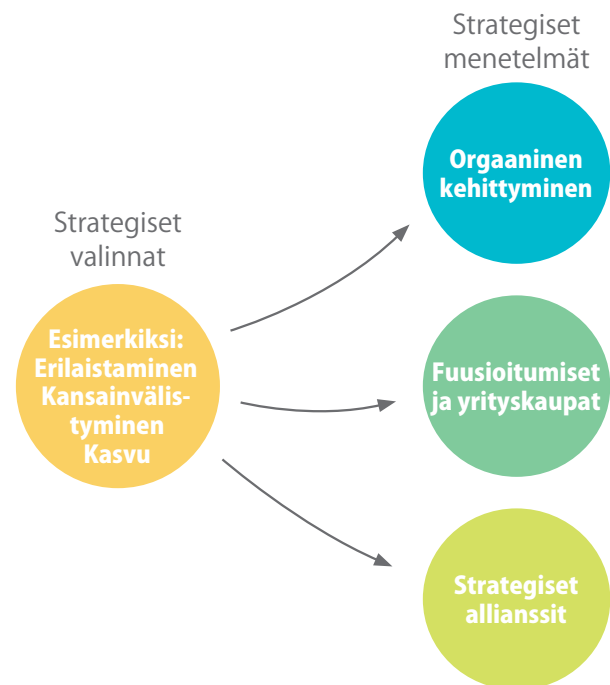 Strategiset
valinnat
Esimerkiksi:
Erilaistaminen
Kansainvälis-
tyminen
Kasvu
Strategiset
menetelmät
Orgaaninen
kehittyminen
Fuusioitumiset
ja yrityskaupat
Strategiset
allianssit